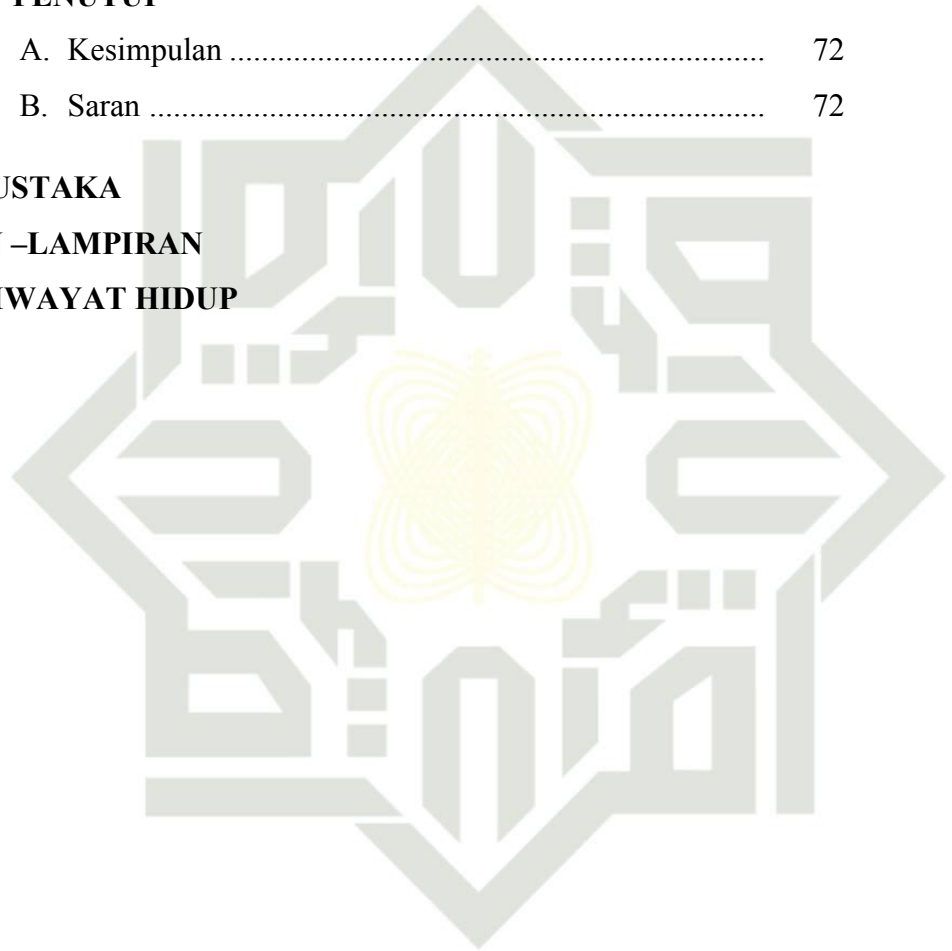 PENUTUP
A. Kesimpulan ................................................................... 72
B. Saran ............................................................................. 72
USTAKA
–LAMPIRAN
IWAYAT HIDUP